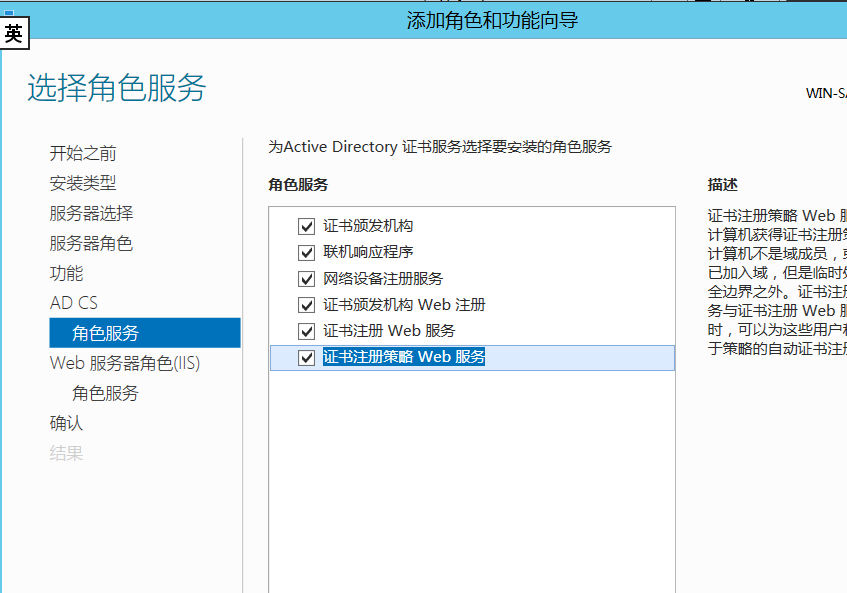 添加角色和功能向导
英
选择角色服务
WIN-SA
开始之前
安装类型
服务器选择
服务器角色
功能
AD CS
角色服务
Web 服务器角色(IIS)
角色服务
确认
结果
为Active Directory 证书服务选择要安装的角色服务
角色服务
证书颁发机构
联机响应程序
网络设备注册服务
证书颁发机构 Web 注册
证书注册 Web 服务
证书注册策略 Web 服务
描述
证书注册策略 Web 服
计算机获得证书注册策
计算机不是域成员，或
已加入域，但是临时处
全边界之外。证书注册
务与证书注册 Web 服
时，可以为这些用户和
于策略的自动证书注册